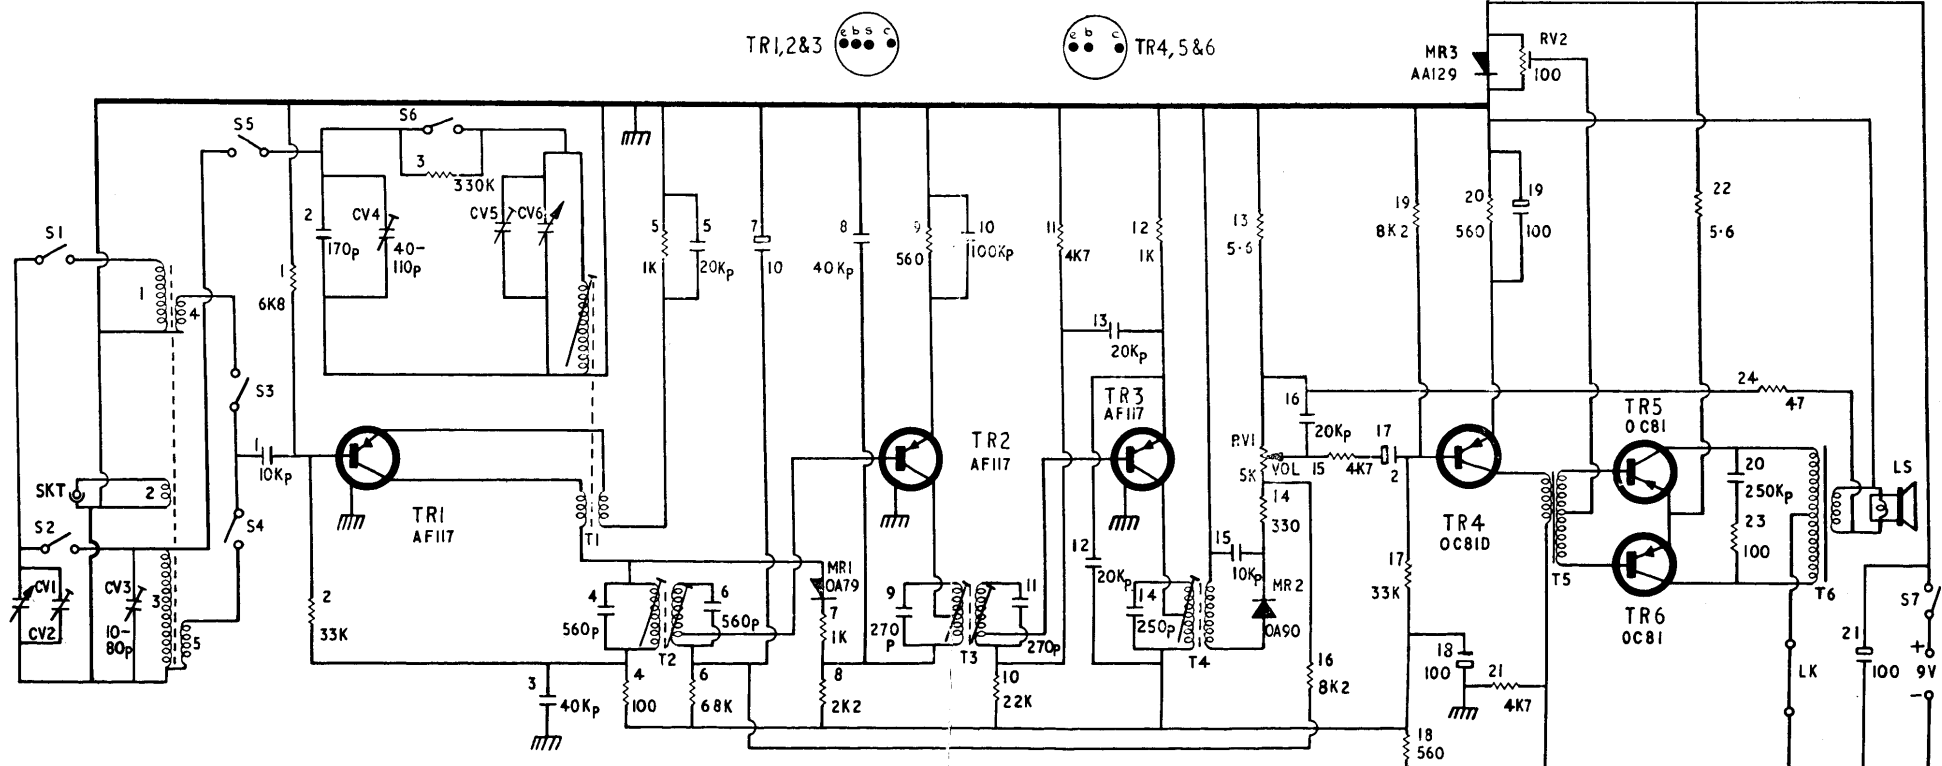 e b s c
TR1,2&3
e b c
TR4,5&6
MR3
AA129
RV2
100
S5
S6
3
330K
2
170p
CV4
40-
110p
CV5
CV6
S1
1
4
1
6K8
5
1K
5
20Kp
7
10
8
40Kp
9
560
10
100Kp
11
4K7
12
1K
13
5·6
19
8K2
20
560
19
100
22
5·6
13
20Kp
S3
TR3
AF117
16
20Kp
24
47
TR5
OC81
1
10Kp
SKT
2
S2
S4
TR1
AF117
T1
TR2
AF117
RV1
5K
VOL
15
4K7
17
2
14
330
TR4
OC81D
20
250Kp
23
100
LS
CV1
CV2
CV3
10-
80p
3
5
2
33K
4
560p
6
560p
T2
MR1
OA79
7
1K
9
270
P
11
270p
T3
12
20Kp
14
250p
T4
15
10Kp
MR2
OA90
17
33K
T5
TR6
OC81
T6
S7
3
40Kp
4
100
6
68K
8
2K2
10
22K
16
8K2
18
100
21
4K7
LK
21
100
+
9V
-
18
560